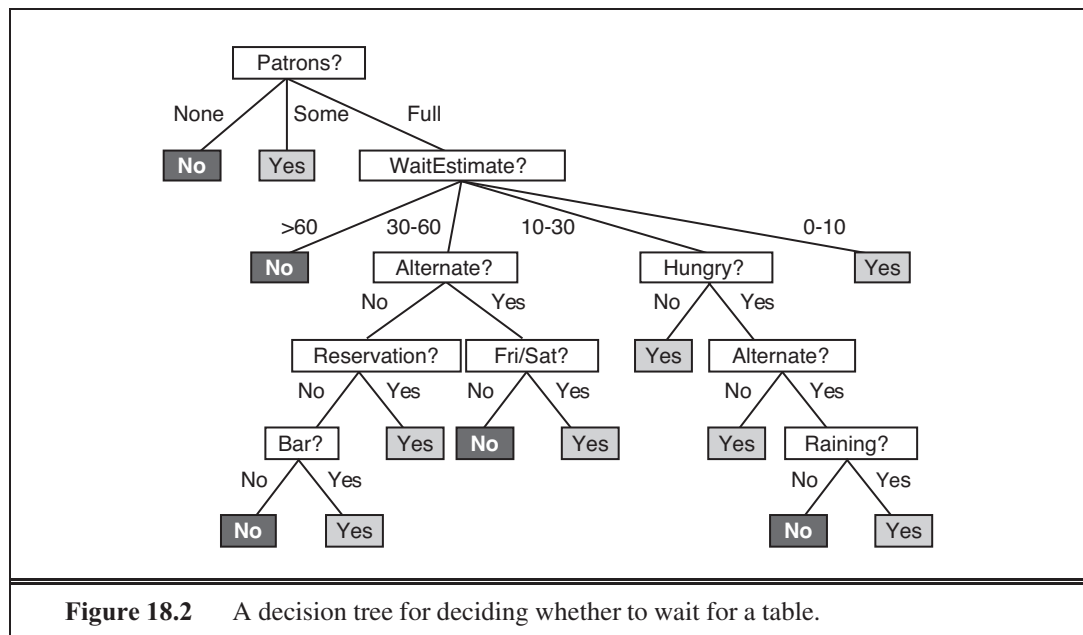 Patrons?
None Some Full
No Yes WaitEstimate?
>60 30-60 10-30 0-10
No Alternate? Hungry? Yes
No Yes No Yes
Reservation? Fri/Sat? Yes Alternate?
No Yes No Yes No Yes
Bar? Yes No Yes Yes Raining?
No Yes No Yes
No Yes No Yes
Figure 18.2 A decision tree for deciding whether to wait for a table.